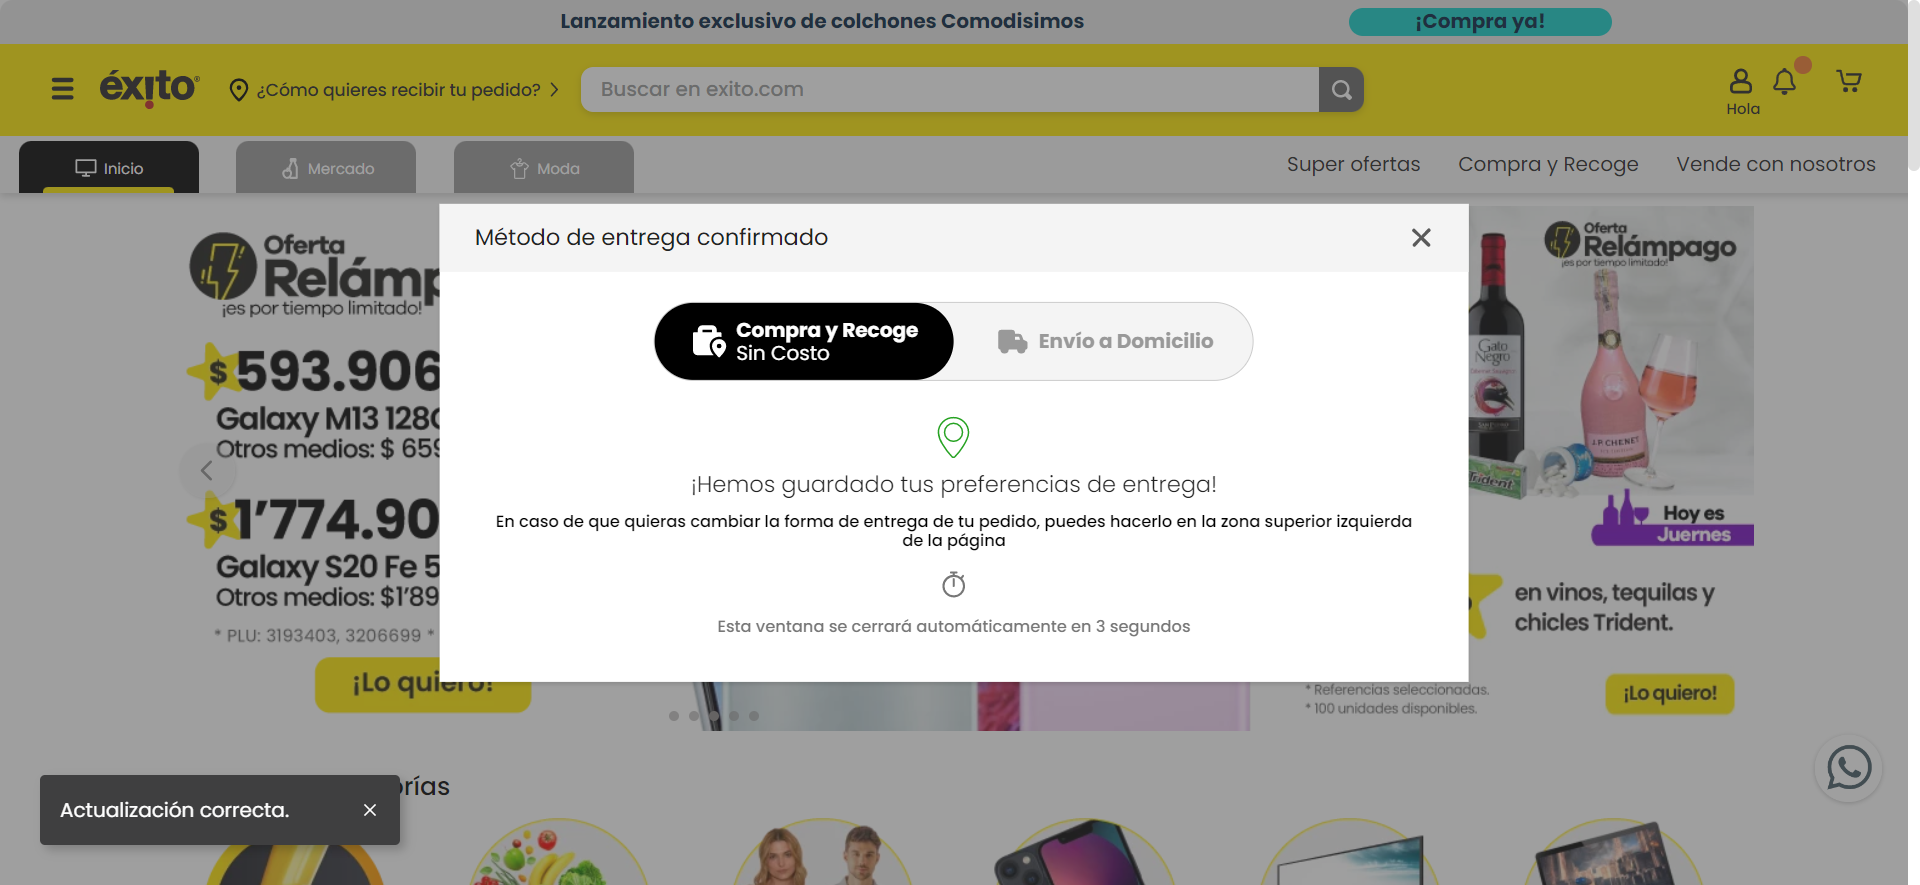 Lanzamiento exclusivo de colchones Comodisimos
¡Compra ya!
éxito
¿Cómo quieres recibir tu pedido?
Buscar en exito.com
Hola
Inicio
Mercado
Moda
Super ofertas
Compra y Recoge
Vende con nosotros
Método de entrega confirmado
Compra y Recoge
Sin Costo
Envío a Domicilio
¡Hemos guardado tus preferencias de entrega!
En caso de que quieras cambiar la forma de entrega de tu pedido, puedes hacerlo en la zona superior izquierda
de la página
Esta ventana se cerrará automáticamente en 3 segundos
Oferta
Relámp
¡es por tiempo limitado!
$593.906
Galaxy M13 128G
Otros medios: $ 659
$1'774.90
Galaxy S20 Fe 5
Otros medios: $1'89
* PLU: 3193403, 3206699 *
¡Lo quiero!
Oferta
Relámpago
¡es por tiempo limitado!
Gato
Negro
J.P. CHENET
Trident
Hoy es
Juernes
en vinos, tequilas y
chicles Trident.
* Referencias seleccionadas.
* 100 unidades disponibles.
¡Lo quiero!
orías
Actualización correcta.